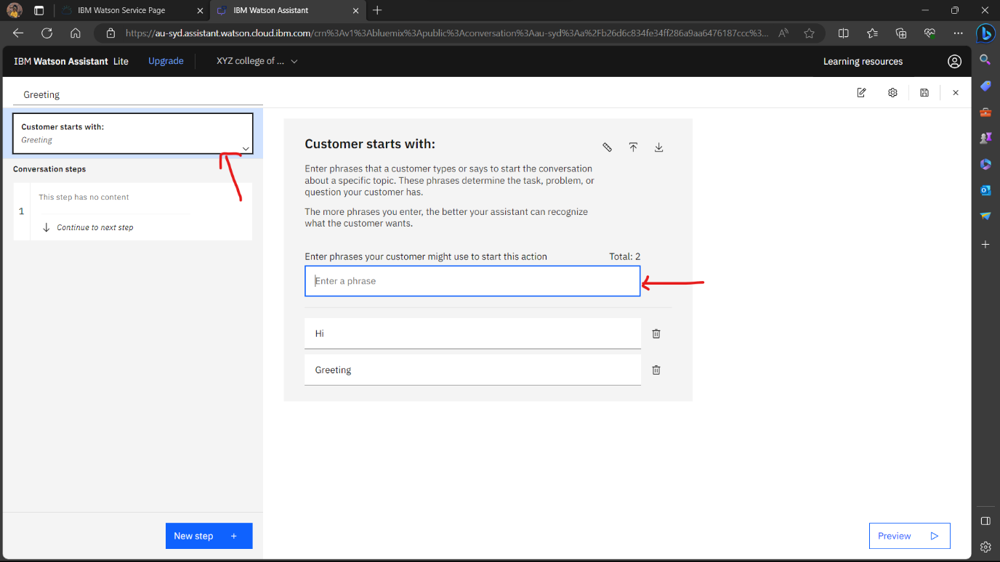 IBM Watson Service Page
IBM Watson Assistant
https://au-syd.assistant.watson.cloud.ibm.com/crn%3Av1%3Abluemix%3Apublic%3Aconversation%3Aau-syd%3Aa%2Fb26d6c834fe34ff286a9aa6476187ccc%3...
IBM Watson Assistant Lite
Upgrade
XYZ college of ...
Learning resources
Greeting
Customer starts with:
Greeting
Conversation steps
1
This step has no content
Continue to next step
New step +
Customer starts with:
Enter phrases that a customer types or says to start the conversation
about a specific topic. These phrases determine the task, problem, or
question your customer has.
The more phrases you enter, the better your assistant can recognize
what the customer wants.
Enter phrases your customer might use to start this action
Total: 2
Enter a phrase
Hi
Greeting
Preview